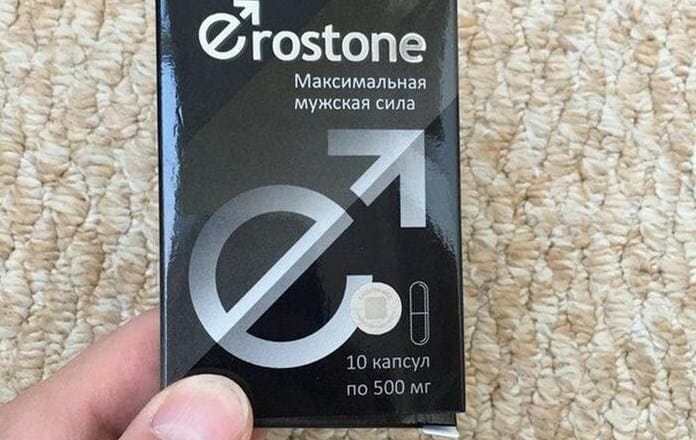 erostone
Максимальная
мужская сила
10 капсул
по 500 мг